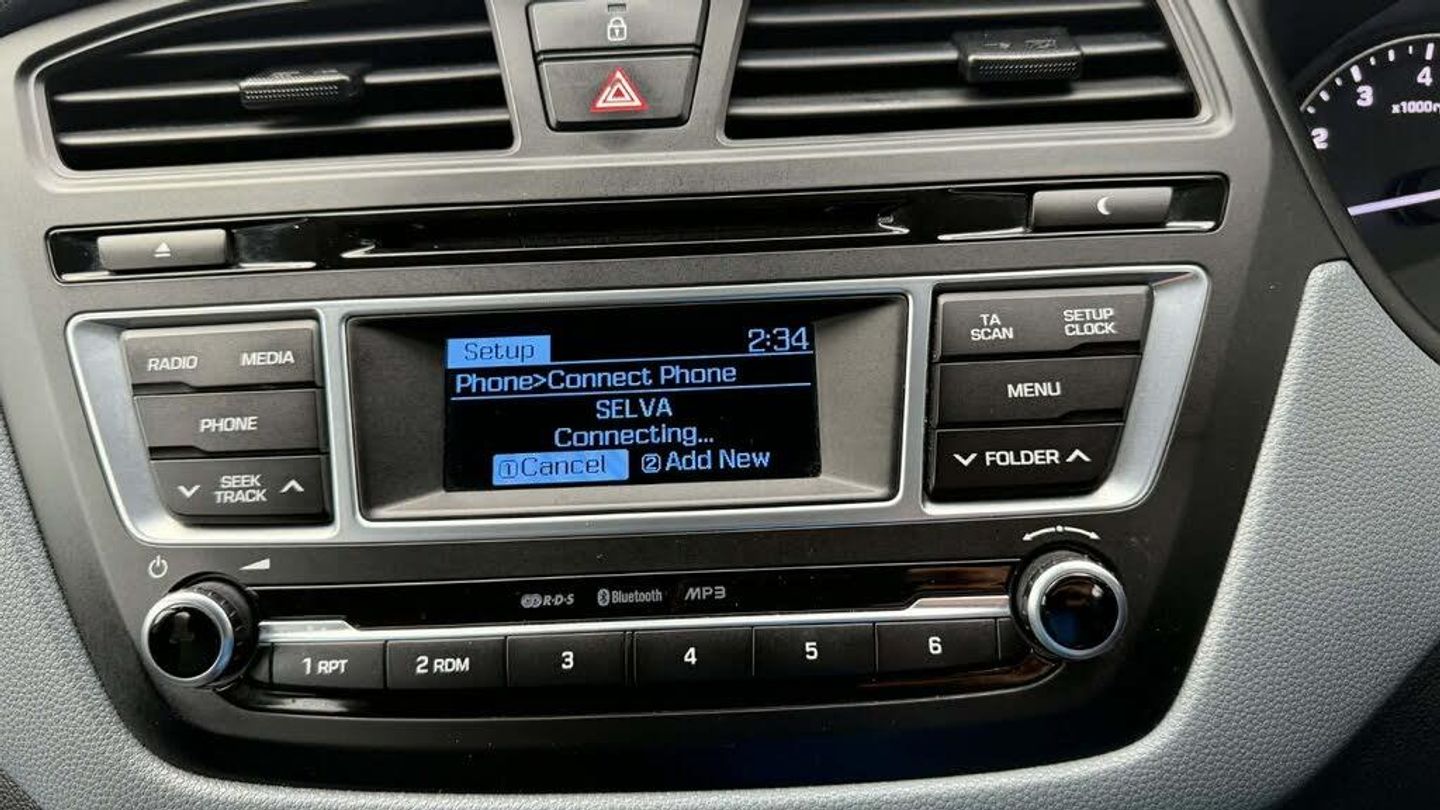 2 3 4
x1000r
RADIO MEDIA
PHONE
SEEK
TRACK
Setup 2:34
Phone>Connect Phone
SELVA
Connecting...
①Cancel ②Add New
TA
SCAN
SETUP
CLOCK
MENU
FOLDER
R·D·S Bluetooth MP3
1 RPT 2 RDM 3 4 5 6